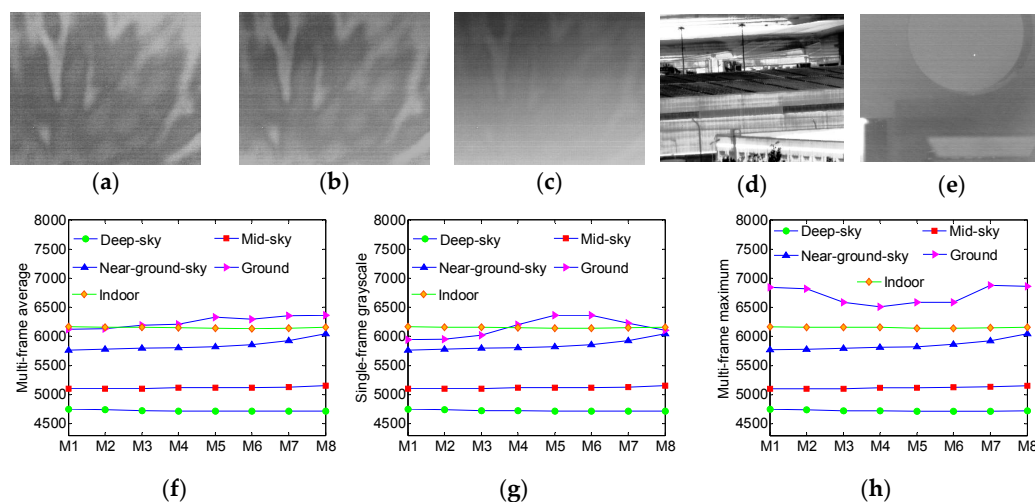 (a) (b) (c) (d) (e)
Multi-frame average
8000
7500
7000
6500
6000
5500
5000
4500
Deep-sky Mid-sky
Near-ground-sky Ground
Indoor
M1 M2 M3 M4 M5 M6 M7 M8
(f)
Single-frame grayscale
8000
7500
7000
6500
6000
5500
5000
4500
Deep-sky Mid-sky
Near-ground-sky Ground
Indoor
M1 M2 M3 M4 M5 M6 M7 M8
(g)
Multi-frame maximum
8000
7500
7000
6500
6000
5500
5000
4500
Deep-sky Mid-sky
Near-ground-sky Ground
Indoor
M1 M2 M3 M4 M5 M6 M7 M8
(h)